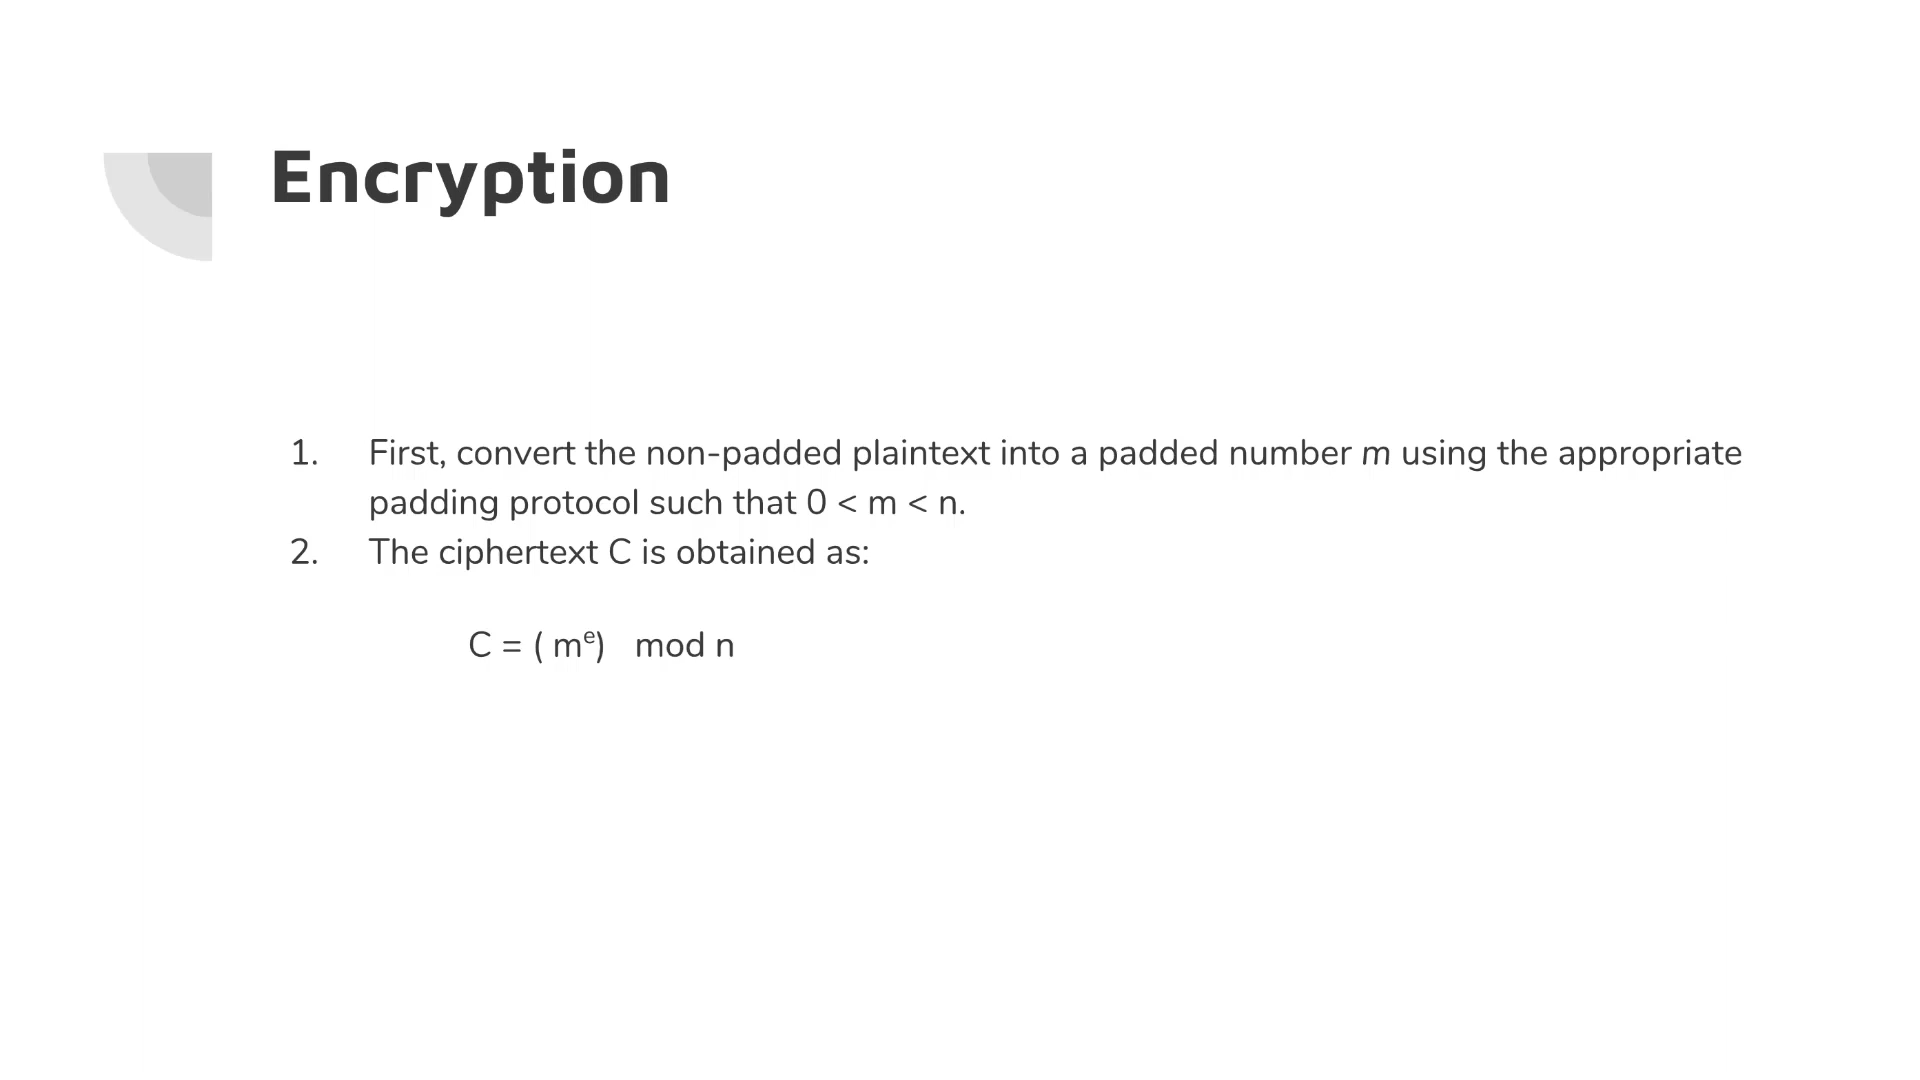 Encryption
1. First, convert the non-padded plaintext into a padded number m using the appropriate
padding protocol such that 0 < m < n.
2. The ciphertext C is obtained as:
C = ( mᵉ) mod n